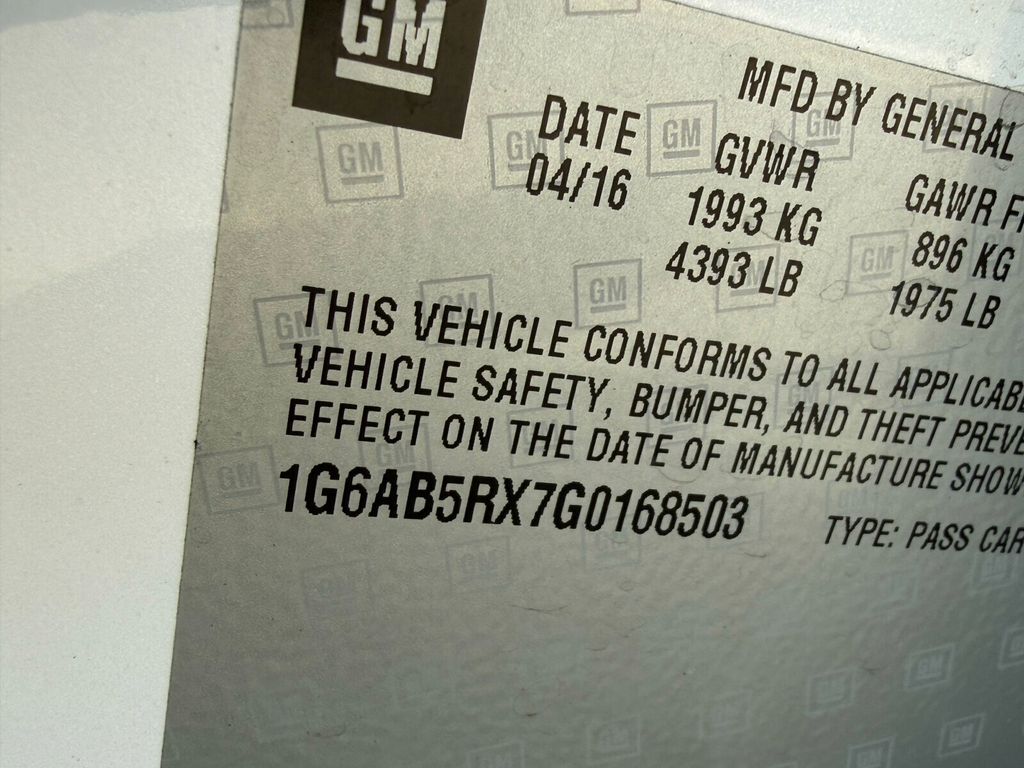 GM
MFD BY GENERAL
DATE GVWR GAWR
04/16 1993 KG 896 KG
4393 LB 1975 LB
THIS VEHICLE CONFORMS TO ALL
VEHICLE SAFETY, BUMPER, AND THEFT
EFFECT ON THE DATE OF MANUFACTURE
1G6AB5RX7G0168503 TYPE: PASS CAR